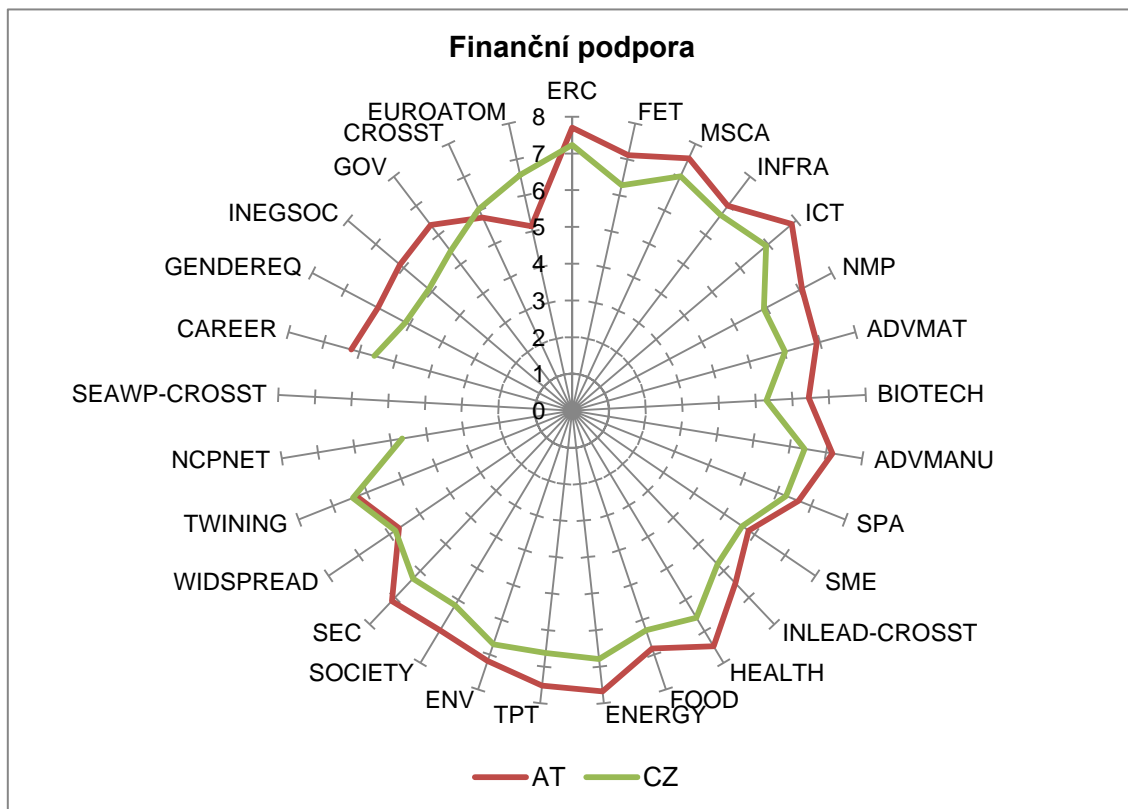 Finanční podpora
ERC
FET
MSCA
INFRA
ICT
NMP
ADVMAT
BIOTECH
ADVMANU
SPA
SME
INLEAD-CROSST
HEALTH
FOOD
ENERGY
TPT
ENV
SOCIETY
SEC
WIDSPREAD
TWINING
NCPNET
SEAWP-CROSST
CAREER
GENDEREQ
INEGSOC
GOV
CROSST
EUROATOM
8
7
6
5
4
3
2
1
0
AT
CZ